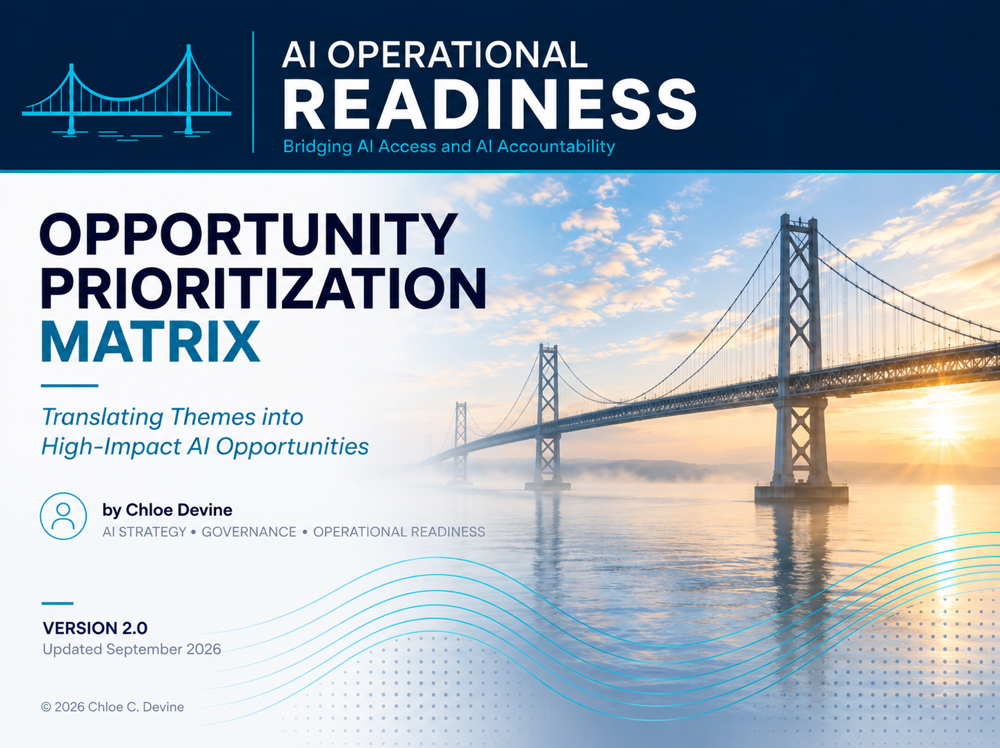 AI OPERATIONAL
READINESS
Bridging AI Access and AI Accountability
OPPORTUNITY
PRIORITIZATION
MATRIX
Translating Themes into
High-Impact AI Opportunities
by Chloe Devine
AI STRATEGY • GOVERNANCE • OPERATIONAL READINESS
VERSION 2.0
Updated September 2026
© 2026 Chloe C. Devine